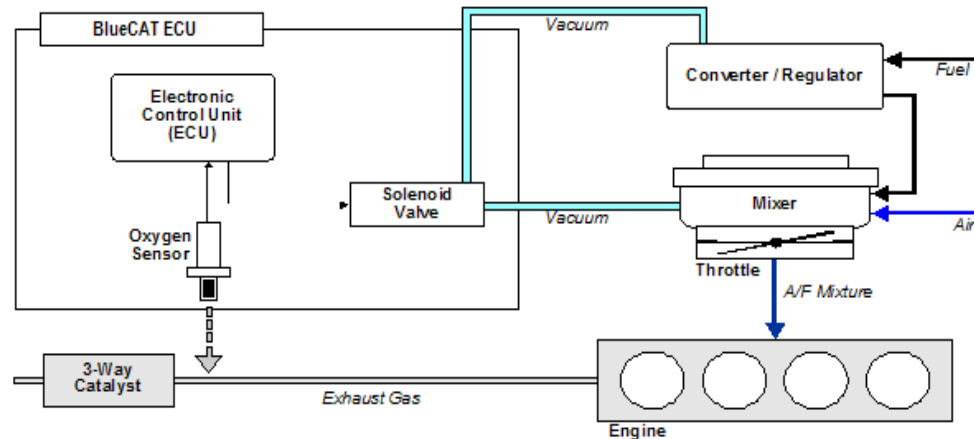 Vacuum
BlueCAT ECU
Converter / Regulator
Fuel
Electronic
Control Unit
(ECU)
Solenoid
Valve
Mixer
Vacuum
Air
Oxygen
Sensor
Throttle
A/F Mixture
3-Way
Catalyst
Exhaust Gas
Engine